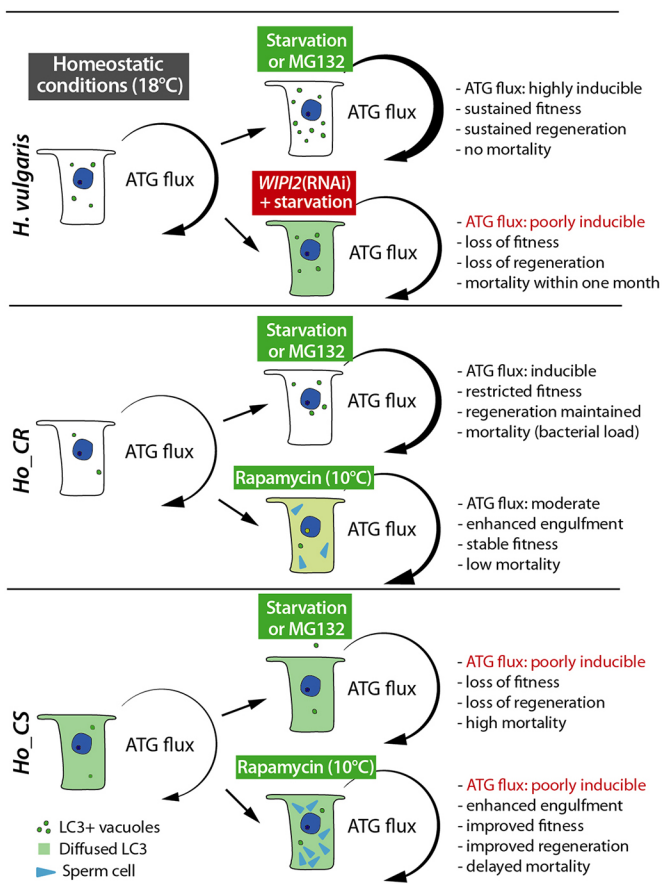 Homeostatic
conditions (18°C)
H. vulgaris
ATG flux
Starvation
or MG132
ATG flux
- ATG flux: highly inducible
- sustained fitness
- sustained regeneration
- no mortality
WIPI2(RNAi)
+ starvation
ATG flux
- ATG flux: poorly inducible
- loss of fitness
- loss of regeneration
- mortality within one month
Ho_CR
ATG flux
Starvation
or MG132
ATG flux
- ATG flux: inducible
- restricted fitness
- regeneration maintained
- mortality (bacterial load)
Rapamycin (10°C)
ATG flux
- ATG flux: moderate
- enhanced engulfment
- stable fitness
- low mortality
Ho_CS
ATG flux
Starvation
or MG132
ATG flux
- ATG flux: poorly inducible
- loss of fitness
- loss of regeneration
- high mortality
Rapamycin (10°C)
ATG flux
- ATG flux: poorly inducible
- enhanced engulfment
- improved fitness
- improved regeneration
- delayed mortality
LC3+ vacuoles
Diffused LC3
Sperm cell